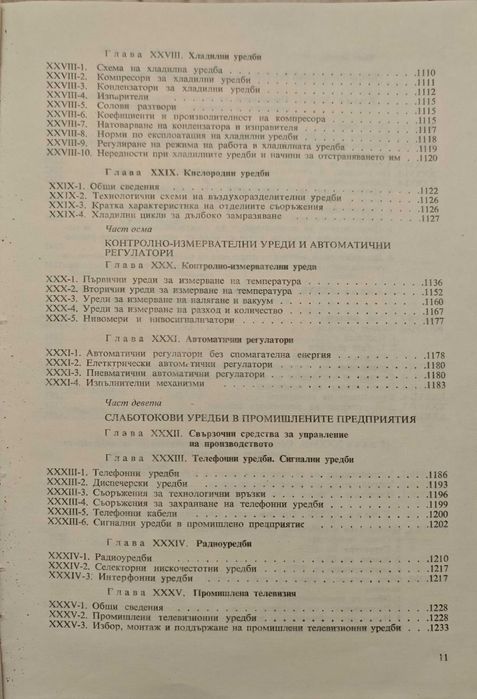 Глава XXVIII. Хладилни уредби
XXVIII-1. Схема на хладилна уредба . . . . . . . . . . . 1110
XXVIII-2. Компресори за хладилни уредби . . . . . . . . . . . 1111
XXVIII-3. Кондензатори за хладилни уредби . . . . . . . . . . . 1112
XXVIII-4. Изпарители . . . . . . . . . . . 1115
XXVIII-5. Солови разтвори . . . . . . . . . . . 1115
XXVIII-6. Коефициенти и производителност на компресора . . . . . . . . . . . 1115
XXVIII-7. Натоварване на кондензатора и изпарителя . . . . . . . . . . . 1117
XXVIII-8. Норми по експлоатация на хладилни уредби . . . . . . . . . . . 1118
XXVIII-9. Регулиране на режима на работа в хладилната уредба . . . . . . . . . . . 1119
XXVIII-10. Нередности при хладилните уредби и начини за отстраняването им . . 1120
Глава XXIX. Кислородни уредби
XXIX-1. Общи сведения . . . . . . . . . . . 1122
XXIX-2. Технологични схеми на въздухоразделителни уредби . . . . . . . . . . . 1126
XXIX-3. Кратка характеристика на отделните съоръжения . . . . . . . . . . . 1126
XXIX-4. Хладилни цикли за дълбоко замразяване . . . . . . . . . . . 1127
Част осма
КОНТРОЛНО-ИЗМЕРВАТЕЛНИ УРЕДИ И АВТОМАТИЧНИ
РЕГУЛАТОРИ
Глава XXX. Контролно-измервателни уреди
XXX-1. Първични уреди за измерване на температура . . . . . . . . . . . 1136
XXX-2. Вторични уреди за измерване на температура . . . . . . . . . . . 1152
XXX-3. Уреди за измерване на налягане и вакуум . . . . . . . . . . . 1160
XXX-4. Уреди за измерване на разход и количество . . . . . . . . . . . 1167
XXX-5. Нивомери и нивосигнализатори . . . . . . . . . . . 1177
Глава XXXI. Автоматични регулатори
XXXI-1. Автоматични регулатори без спомагателна енергия . . . . . . . . . . . 1178
XXXI-2. Електрически автоматични регулатори . . . . . . . . . . . 1180
XXXI-3. Пневматични автоматични регулатори . . . . . . . . . . . 1180
XXXI-4. Изпълнителни механизми . . . . . . . . . . . 1183
Част девета
СЛАБОТОКОВИ УРЕДБИ В ПРОМИШЛЕНИТЕ ПРЕДПРИЯТИЯ
Глава XXXII. Свързочни средства за управление
на производството
Глава XXXIII. Телефонни уредби. Сигнални уредби
XXXIII-1. Телефонни уредби . . . . . . . . . . . 1186
XXXIII-2. Диспечерски уредби . . . . . . . . . . . 1193
XXXIII-3. Съоръжения за технологични връзки . . . . . . . . . . . 1196
XXXIII-4. Съоръжения за захранване на телефонни уредби . . . . . . . . . . . 1199
XXXIII-5. Телефонни кабели . . . . . . . . . . . 1200
XXXIII-6. Сигнални уредби в промишлено предприятие . . . . . . . . . . . 1202
Глава XXXIV. Радиоуредби
XXXIV-1. Радиоуредби . . . . . . . . . . . 1210
XXXIV-2. Селекторни нискочестотни уредби . . . . . . . . . . . 1217
XXXIV-3. Интерфонни уредби . . . . . . . . . . . 1217
Глава XXXV. Промишлена телевизия
XXXV-1. Общи сведения . . . . . . . . . . . 1228
XXXV-2. Промишлени телевизионни уредби . . . . . . . . . . . 1228
XXXV-3. Избор, монтаж и поддържане на промишлени телевизионни уредби . . . 1233
11